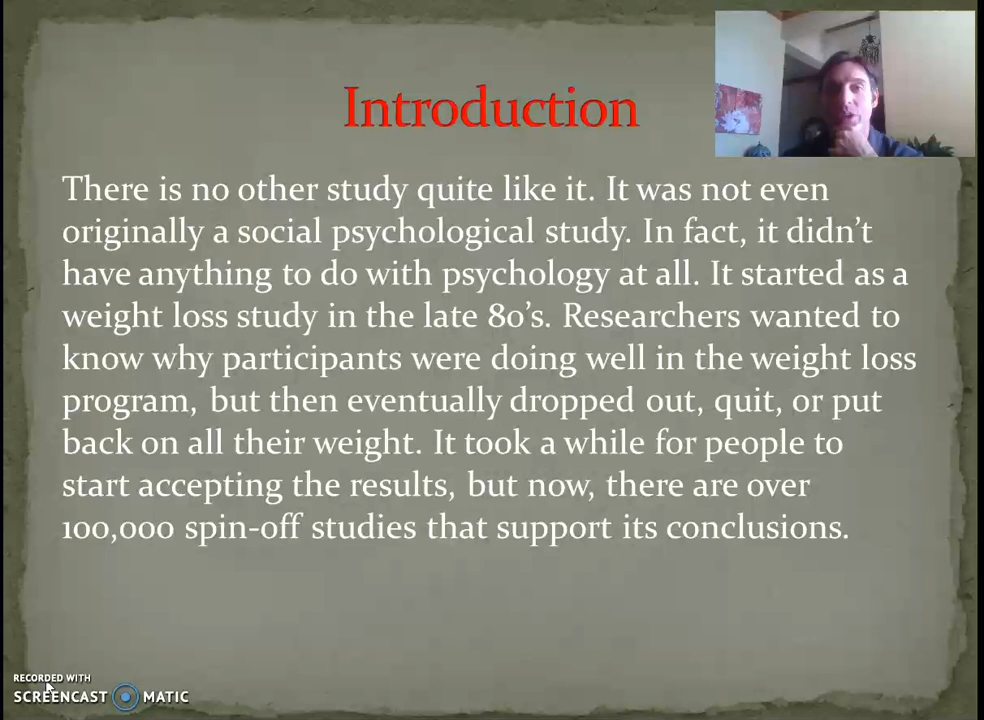 Introduction
There is no other study quite like it. It was not even
originally a social psychological study. In fact, it didn’t
have anything to do with psychology at all. It started as a
weight loss study in the late 80’s. Researchers wanted to
know why participants were doing well in the weight loss
program, but then eventually dropped out, quit, or put
back on all their weight. It took a while for people to
start accepting the results, but now, there are over
100,000 spin-off studies that support its conclusions.
RECORDED WITH
SCREENCAST MATIC